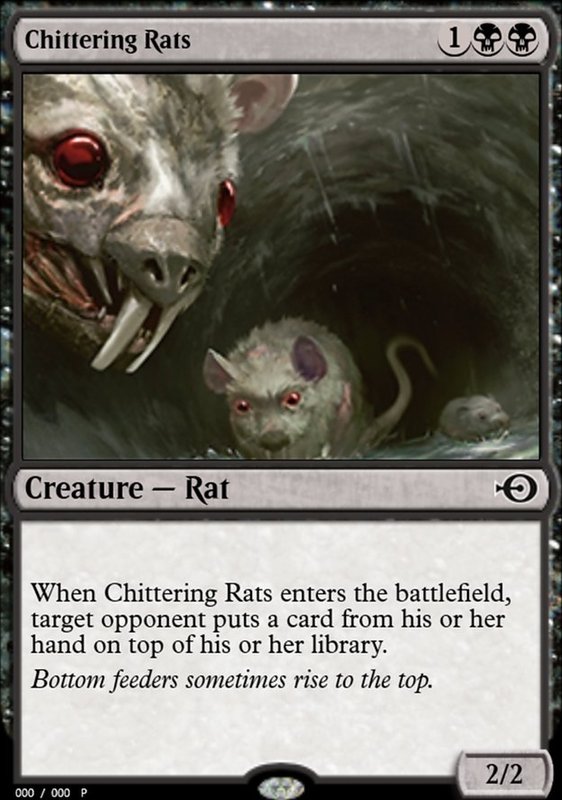 Chittering Rats 1
Creature — Rat
When Chittering Rats enters the battlefield,
target opponent puts a card from his or her
hand on top of his or her library.
Bottom feeders sometimes rise to the top.
2/2
000 / 000 P